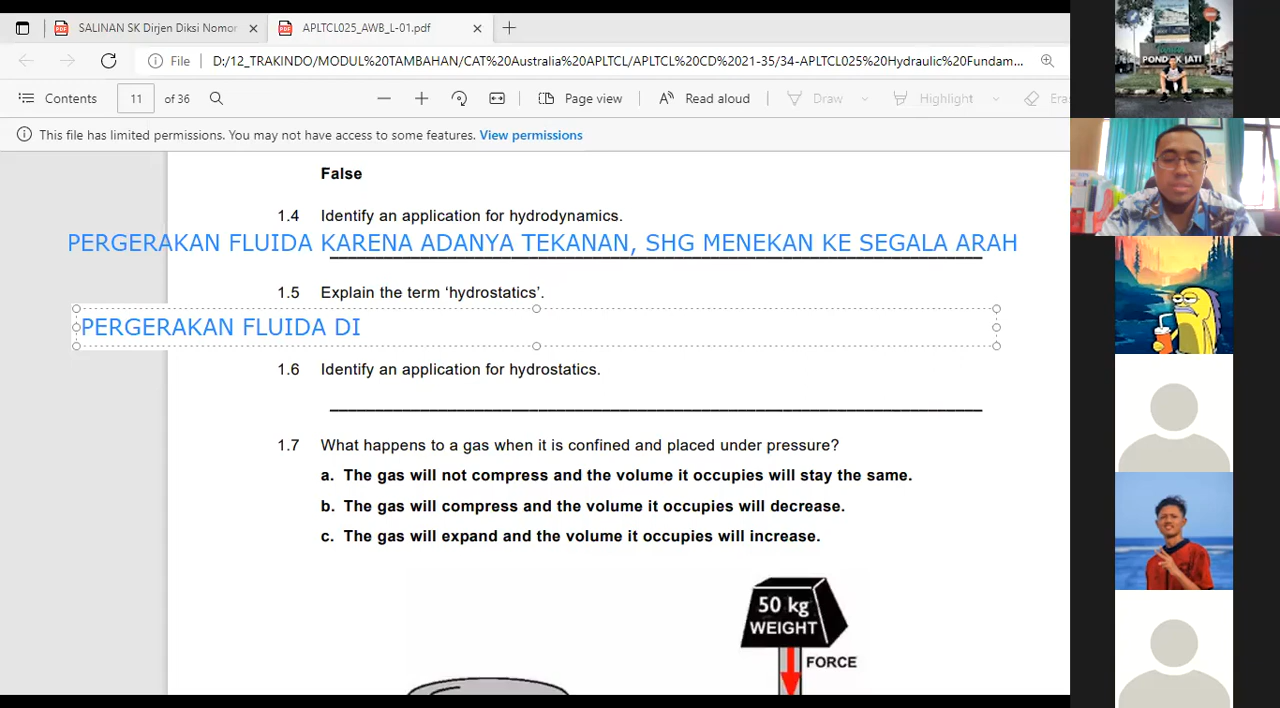 SALINAN SK Dirjen Diksi Nomor
APLTCL025_AWB_L-01.pdf
File
D:/12_TRAKINDO/MODUL%20TAMBAHAN/CAT%20Australia%20APLTCL/APLTCL%20CD%2021-35/34-APLTCL025%20Hydraulic%20Fundam...
Contents
11
of 36
Page view
Read aloud
Draw
Highlight
Era
This file has limited permissions. You may not have access to some features. View permissions
False
1.4 Identify an application for hydrodynamics.
PERGERAKAN FLUIDA KARENA ADANYA TEKANAN, SHG MENEKAN KE SEGALA ARAH
1.5 Explain the term ‘hydrostatics’.
PERGERAKAN FLUIDA DI
1.6 Identify an application for hydrostatics.
1.7 What happens to a gas when it is confined and placed under pressure?
a. The gas will not compress and the volume it occupies will stay the same.
b. The gas will compress and the volume it occupies will decrease.
c. The gas will expand and the volume it occupies will increase.
50 kg
WEIGHT
FORCE
PONDOK JATI